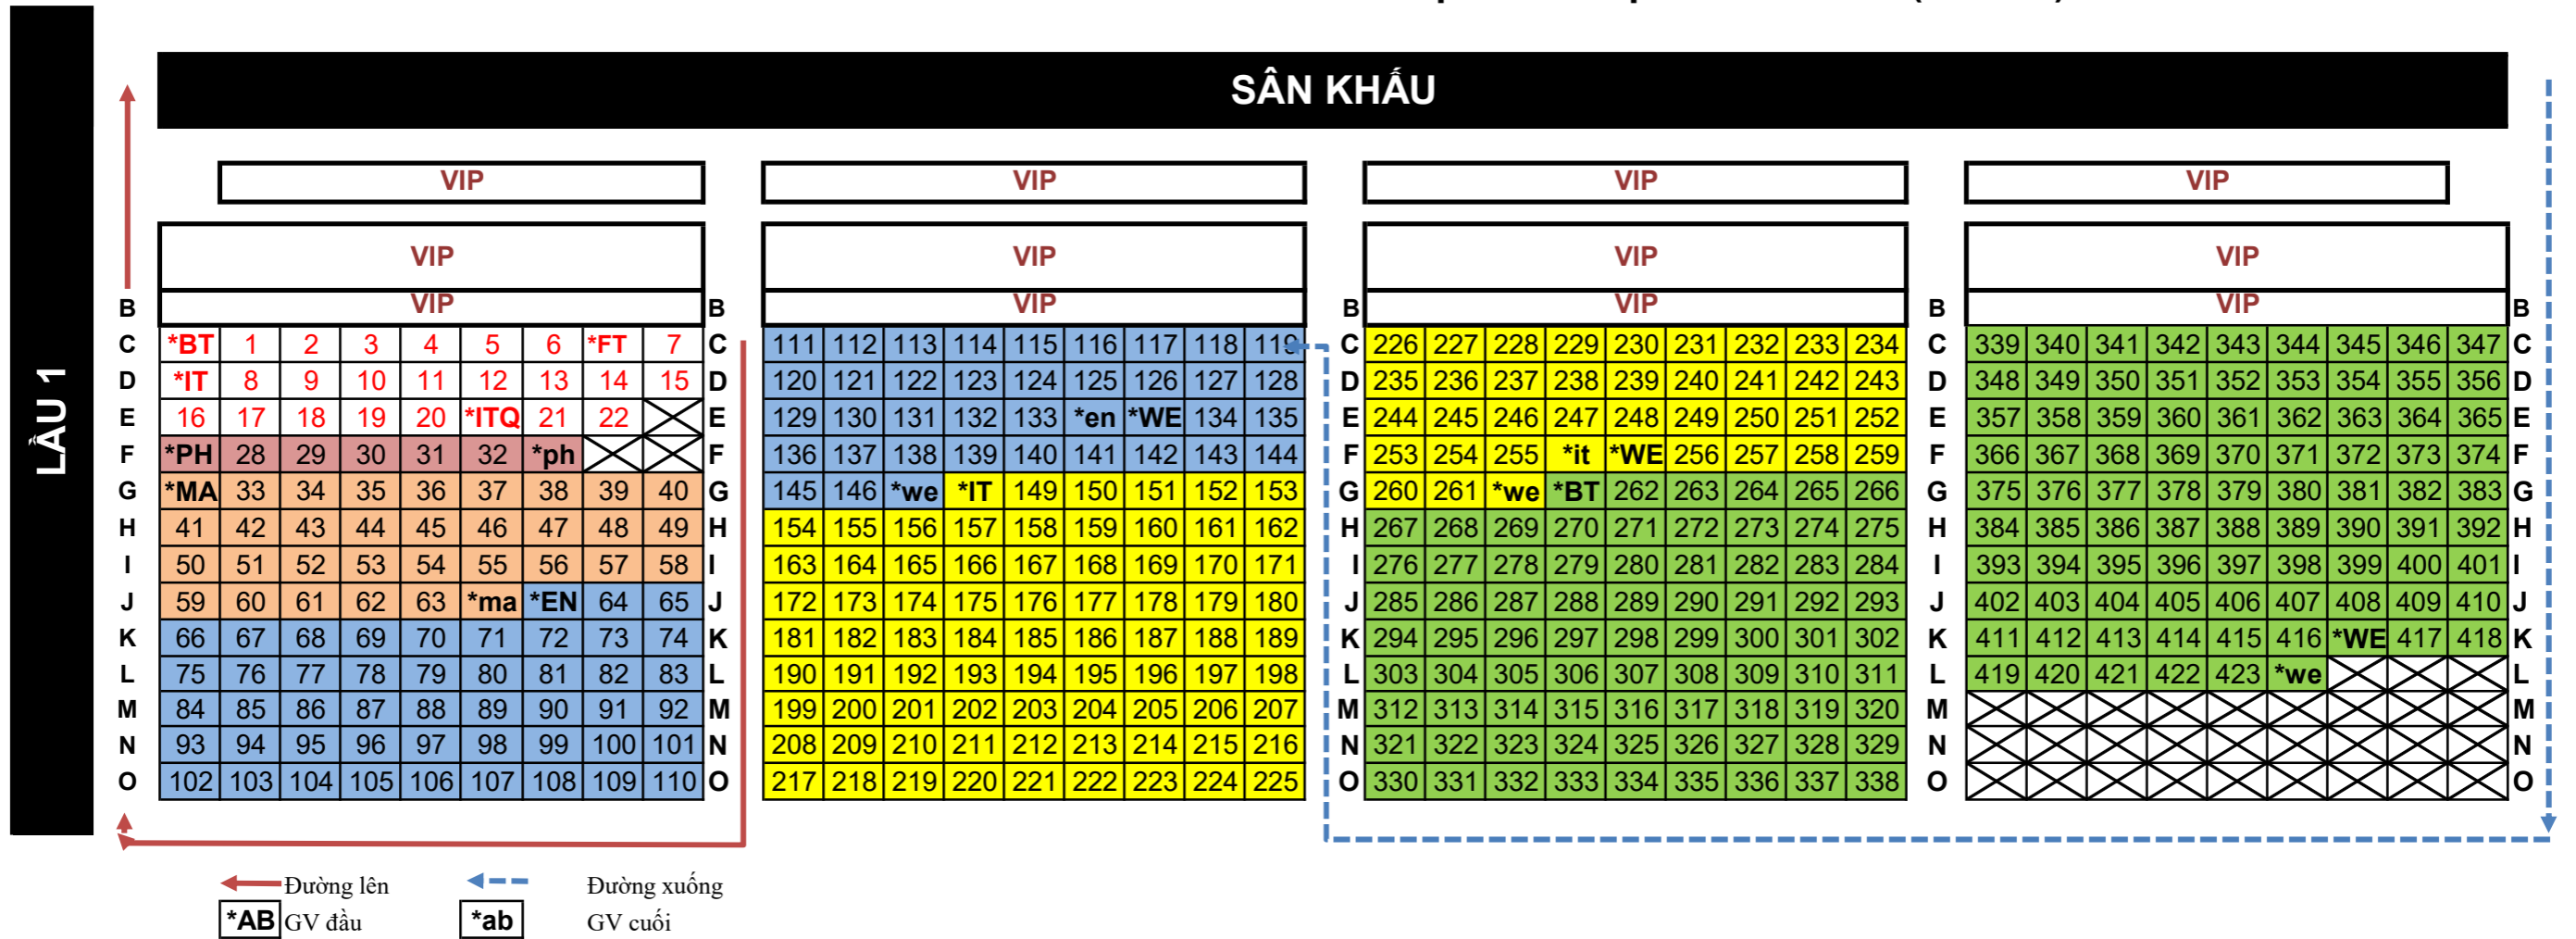 SÂN KHẤU
LẦU 1
VIP VIP VIP VIP
VIP VIP VIP VIP
B VIP B VIP B VIP B VIP B
C *BT 1 2 3 4 5 6 *FT 7 C 111 112 113 114 115 116 117 118 119 C 226 227 228 229 230 231 232 233 234 C 339 340 341 342 343 344 345 346 347 C
D *IT 8 9 10 11 12 13 14 15 D 120 121 122 123 124 125 126 127 128 D 235 236 237 238 239 240 241 242 243 D 348 349 350 351 352 353 354 355 356 D
E 16 17 18 19 20 *ITQ 21 22 E 129 130 131 132 133 *en *WE 134 135 E 244 245 246 247 248 249 250 251 252 E 357 358 359 360 361 362 363 364 365 E
F *PH 28 29 30 31 32 *ph F 136 137 138 139 140 141 142 143 144 F 253 254 255 *it *WE 256 257 258 259 F 366 367 368 369 370 371 372 373 374 F
G *MA 33 34 35 36 37 38 39 40 G 145 146 *we *IT 149 150 151 152 153 G 260 261 *we *BT 262 263 264 265 266 G 375 376 377 378 379 380 381 382 383 G
H 41 42 43 44 45 46 47 48 49 H 154 155 156 157 158 159 160 161 162 H 267 268 269 270 271 272 273 274 275 H 384 385 386 387 388 389 390 391 392 H
I 50 51 52 53 54 55 56 57 58 I 163 164 165 166 167 168 169 170 171 I 276 277 278 279 280 281 282 283 284 I 393 394 395 396 397 398 399 400 401 I
J 59 60 61 62 63 *ma *EN 64 65 J 172 173 174 175 176 177 178 179 180 J 285 286 287 288 289 290 291 292 293 J 402 403 404 405 406 407 408 409 410 J
K 66 67 68 69 70 71 72 73 74 K 181 182 183 184 185 186 187 188 189 K 294 295 296 297 298 299 300 301 302 K 411 412 413 414 415 416 *WE 417 418 K
L 75 76 77 78 79 80 81 82 83 L 190 191 192 193 194 195 196 197 198 L 303 304 305 306 307 308 309 310 311 L 419 420 421 422 423 *we L
M 84 85 86 87 88 89 90 91 92 M 199 200 201 202 203 204 205 206 207 M 312 313 314 315 316 317 318 319 320 M M
N 93 94 95 96 97 98 99 100 101 N 208 209 210 211 212 213 214 215 216 N 321 322 323 324 325 326 327 328 329 N N
O 102 103 104 105 106 107 108 109 110 O 217 218 219 220 221 222 223 224 225 O 330 331 332 333 334 335 336 337 338 O O
Đường lên Đường xuống
*AB GV đầu *ab GV cuối